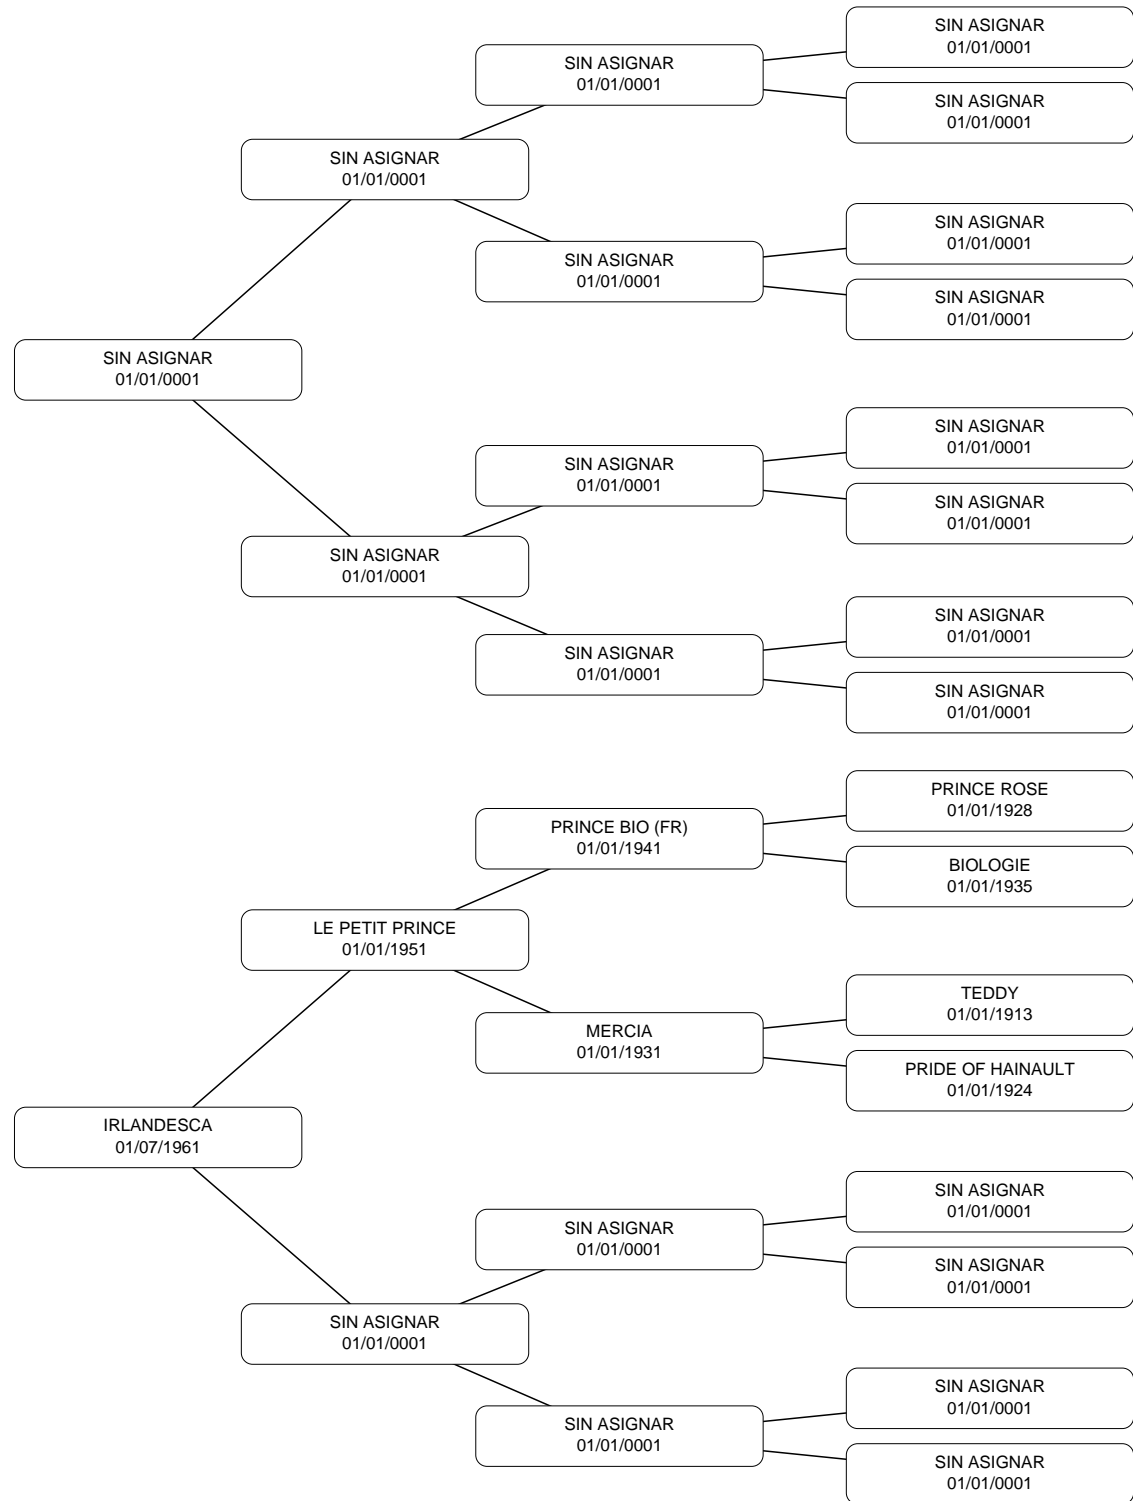 SIN ASIGNAR
01/01/0001
SIN ASIGNAR
01/01/0001
SIN ASIGNAR
01/01/0001
SIN ASIGNAR
01/01/0001
SIN ASIGNAR
01/01/0001
SIN ASIGNAR
01/01/0001
SIN ASIGNAR
01/01/0001
SIN ASIGNAR
01/01/0001
SIN ASIGNAR
01/01/0001
SIN ASIGNAR
01/01/0001
SIN ASIGNAR
01/01/0001
SIN ASIGNAR
01/01/0001
SIN ASIGNAR
01/01/0001
SIN ASIGNAR
01/01/0001
SIN ASIGNAR
01/01/0001
PRINCE ROSE
01/01/1928
PRINCE BIO (FR)
01/01/1941
BIOLOGIE
01/01/1935
LE PETIT PRINCE
01/01/1951
TEDDY
01/01/1913
MERCIA
01/01/1931
PRIDE OF HAINAULT
01/01/1924
IRLANDESCA
01/07/1961
SIN ASIGNAR
01/01/0001
SIN ASIGNAR
01/01/0001
SIN ASIGNAR
01/01/0001
SIN ASIGNAR
01/01/0001
SIN ASIGNAR
01/01/0001
SIN ASIGNAR
01/01/0001
SIN ASIGNAR
01/01/0001